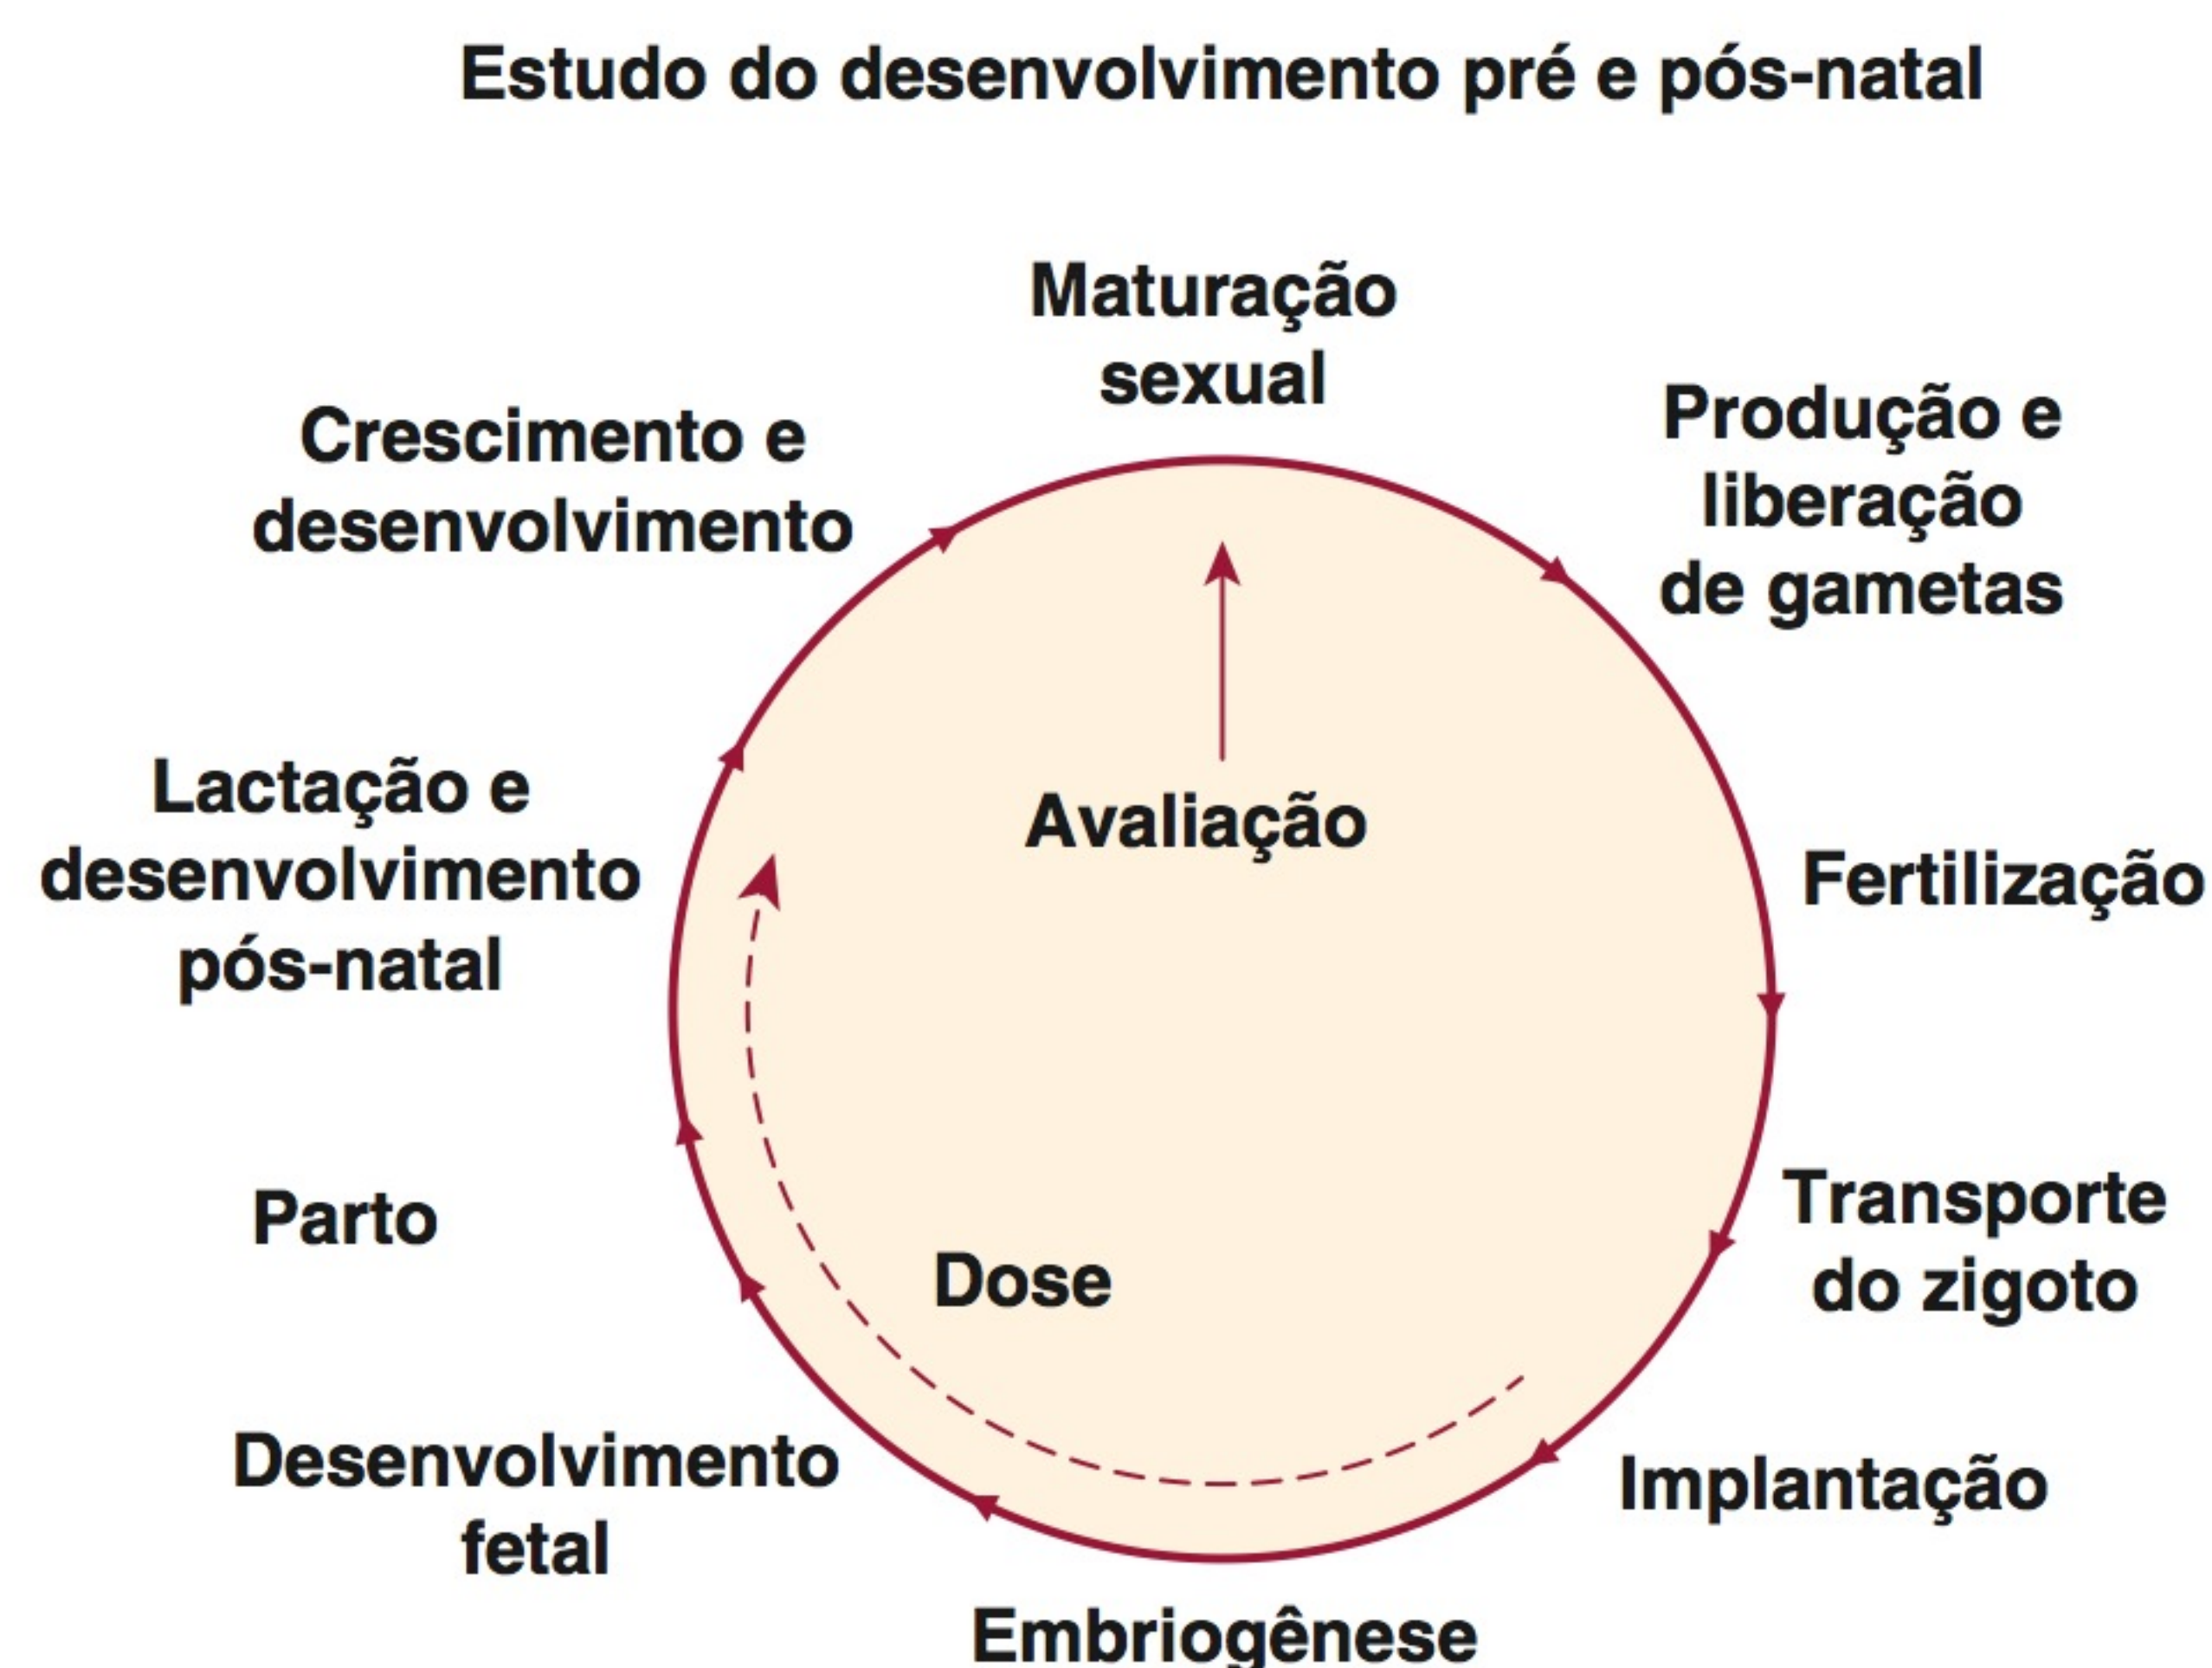 Estudo do desenvolvimento pré e pós-natal
Maturação
sexual
Produção e
liberação
de gametas
Fertilização
Transporte
do zigoto
Implantação
Embriogênese
Desenvolvimento
fetal
Parto
Lactação e
desenvolvimento
pós-natal
Crescimento e
desenvolvimento
Avaliação
Dose